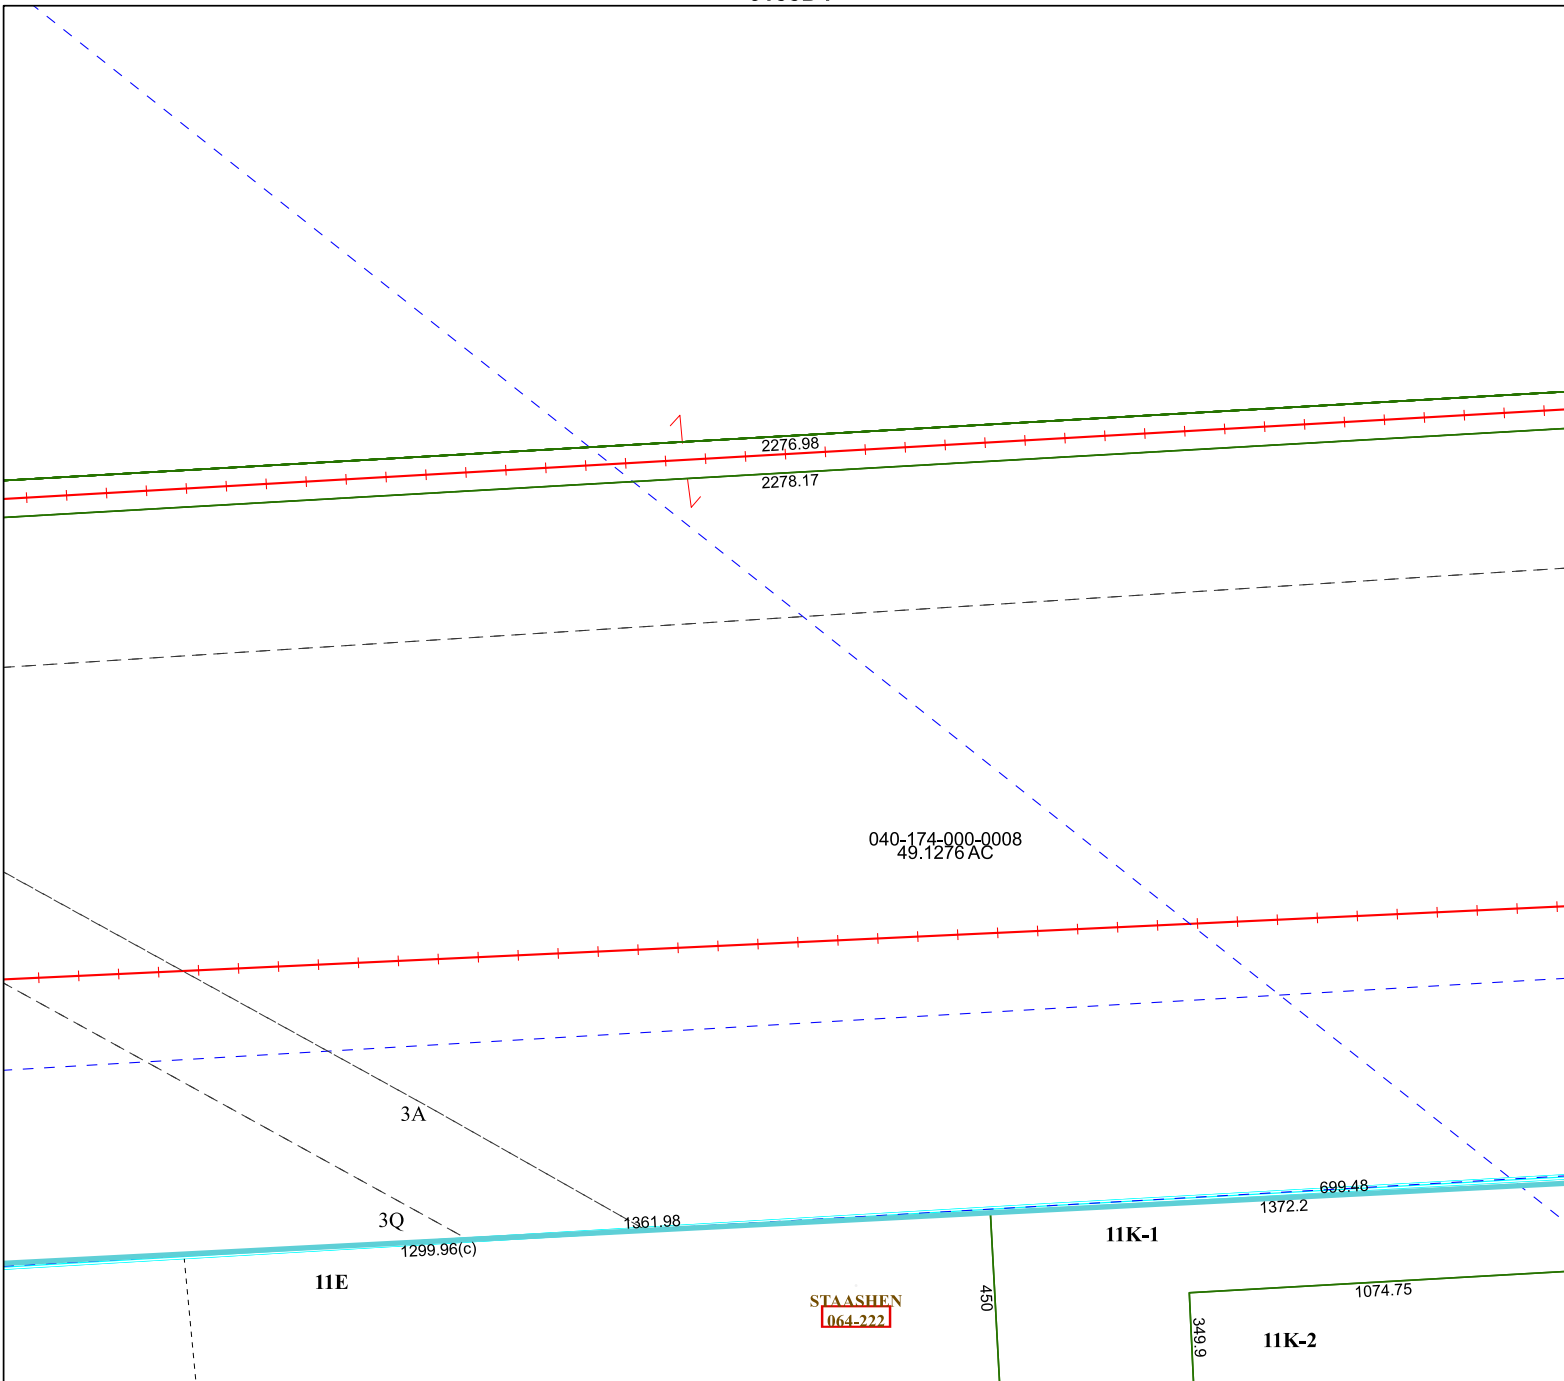 2276.98
2278.17
040-174-000-0008
49.1276 AC
3A
3Q
1361.98
699.48
1372.2
1299.96(c)
11K-1
11E
450
1074.75
STAASHEN
064-222
349.9
11K-2